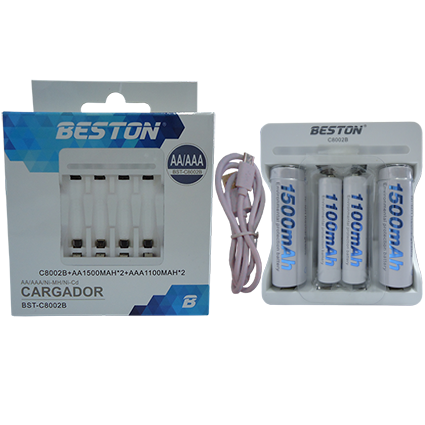 BESTON
AA/AAA
BST-C8002B
C8002B+AA1500MAH*2+AAA1100MAH*2
AA/AAA/Ni-MH/Ni-Cd
CARGADOR
BST-C8002B
B
BESTON
C8002B
1500mAh
1100mAh
1100mAh
1500mAh